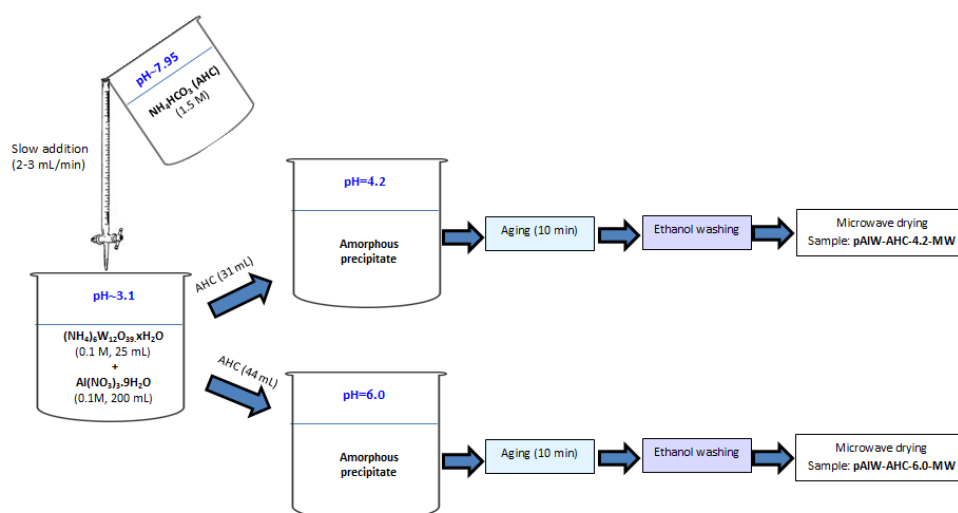 pH~7.95
NH₄HCO₃ (AHC)
(1.5 M)
Slow addition
(2-3 mL/min)
pH~3.1
(NH₄)₆W₁₂O₃₉.xH₂O
(0.1 M, 25 mL)
+
Al(NO₃)₃.9H₂O
(0.1M, 200 mL)
AHC (31 mL)
pH=4.2
Amorphous
precipitate
Aging (10 min)
Ethanol washing
Microwave drying
Sample: pAlW-AHC-4.2-MW
AHC (44 mL)
pH=6.0
Amorphous
precipitate
Aging (10 min)
Ethanol washing
Microwave drying
Sample: pAlW-AHC-6.0-MW